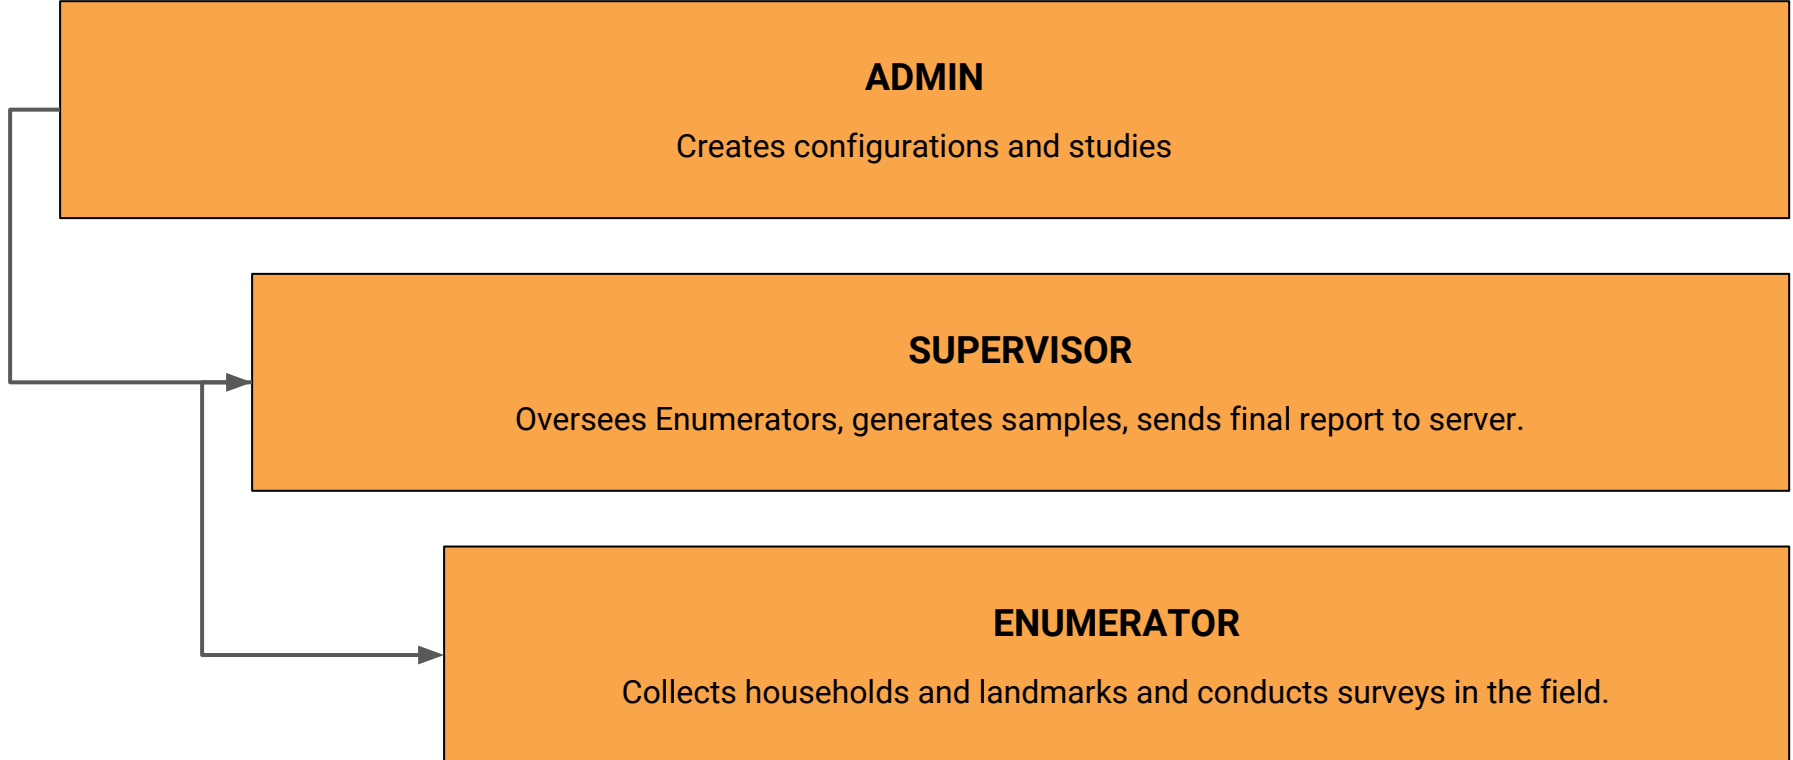 ADMIN
Creates configurations and studies
SUPERVISOR
Oversees Enumerators, generates samples, sends final report to server.
ENUMERATOR
Collects households and landmarks and conducts surveys in the field.